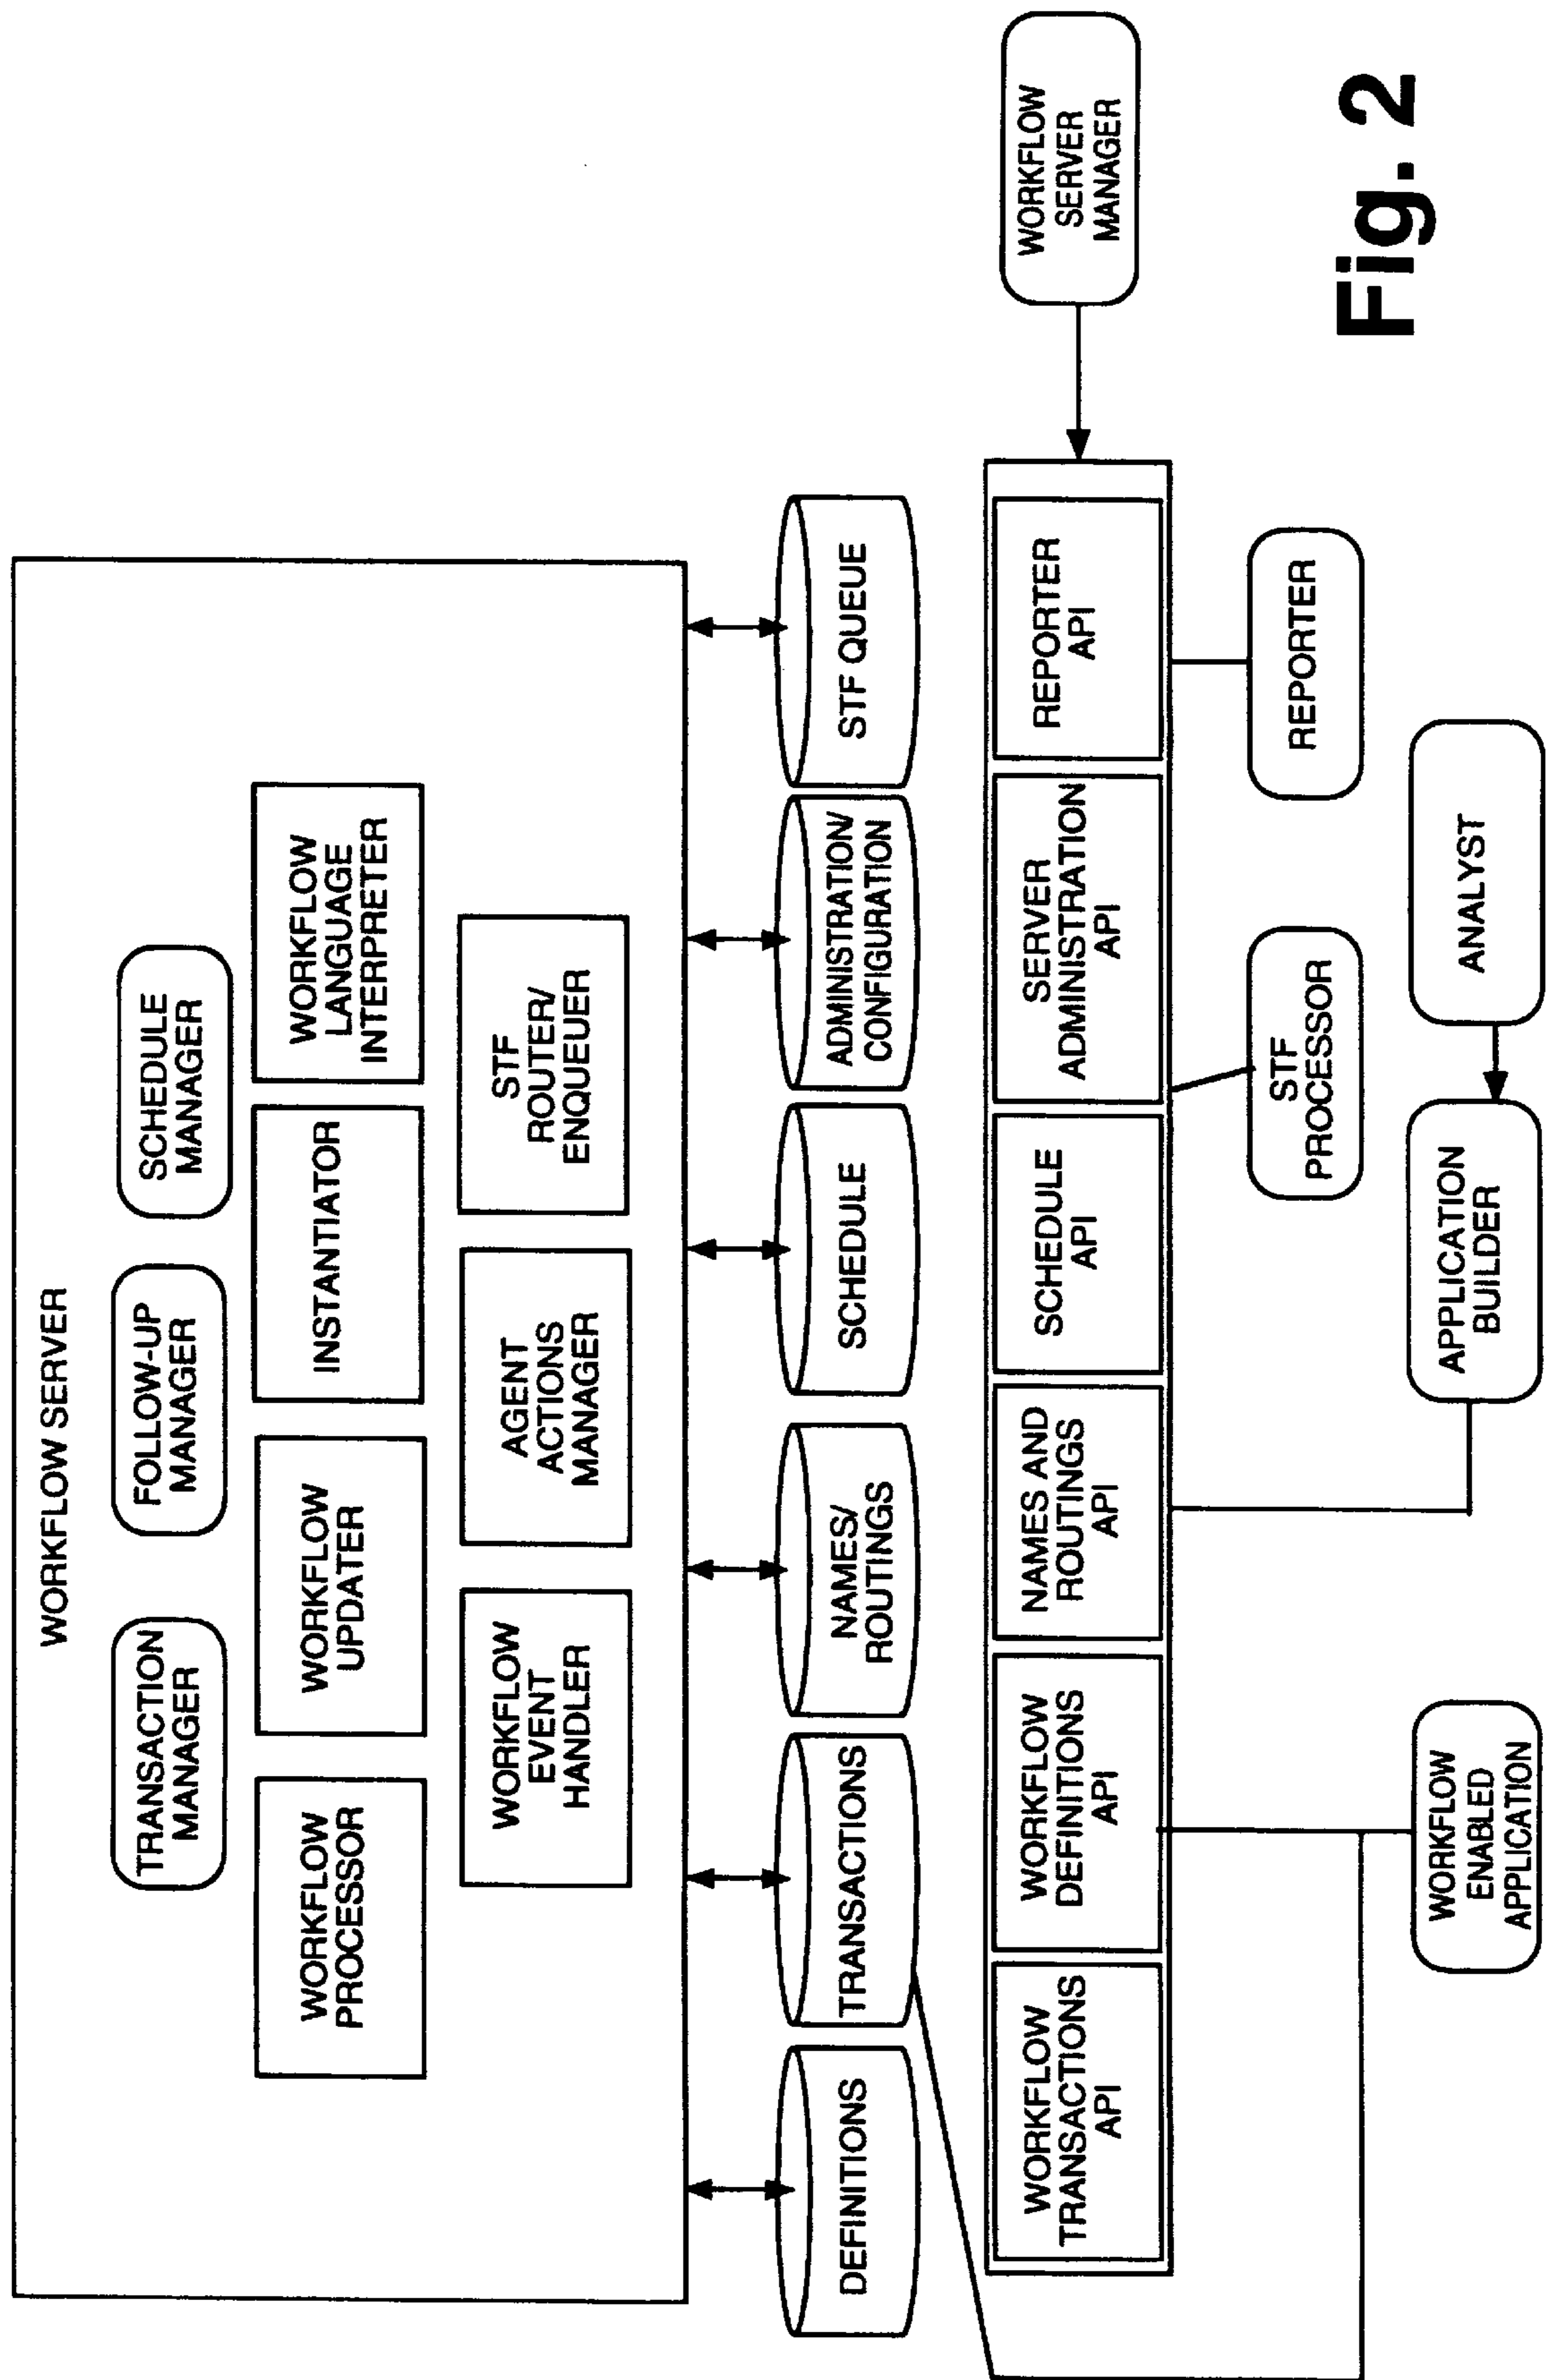 WORKFLOW SERVER
TRANSACTION
MANAGER
FOLLOW-UP
MANAGER
SCHEDULE
MANAGER
WORKFLOW
PROCESSOR
WORKFLOW
UPDATER
INSTANTIATOR
WORKFLOW
LANGUAGE
INTERPRETER
WORKFLOW
EVENT
HANDLER
AGENT
ACTIONS
MANAGER
STF
ROUTER/
ENQUEUER
DEFINITIONS
TRANSACTIONS
NAMES/
ROUTINGS
SCHEDULE
ADMINISTRATION/
CONFIGURATION
STF QUEUE
WORKFLOW
TRANSACTIONS
API
WORKFLOW
DEFINITIONS
API
NAMES AND
ROUTINGS
API
SCHEDULE
API
SERVER
ADMINISTRATION
API
REPORTER
API
WORKFLOW
SERVER
MANAGER
STF
PROCESSOR
REPORTER
WORKFLOW
ENABLED
APPLICATION
APPLICATION
BUILDER
ANALYST
Fig. 2